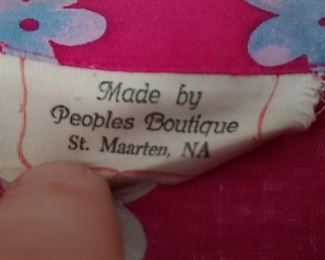 Made by
Peoples Boutique
St. Maarten, NA